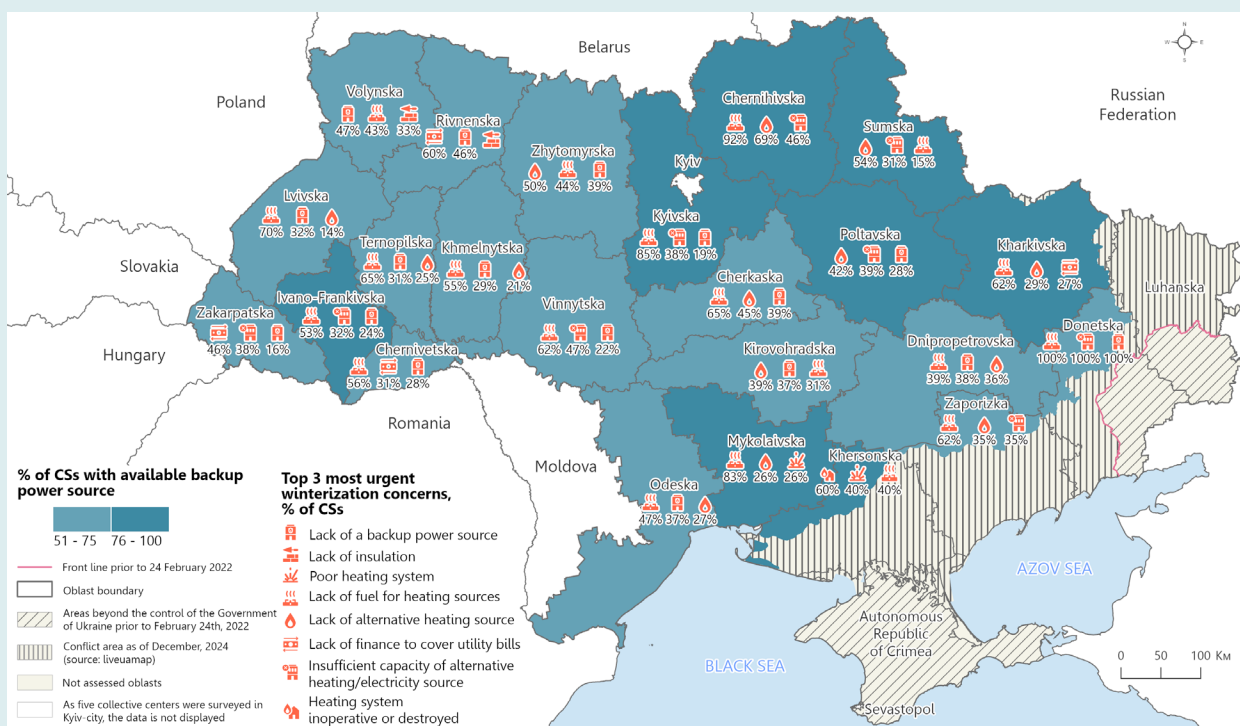 N
W
E
S
Belarus
Poland
Russian
Federation
Slovakia
Hungary
Romania
Moldova
Volynska
47% 43% 33%
Rivnenska
60% 46%
Zhytomyrska
50% 44% 39%
Kyiv
Kyivska
85% 38% 19%
Chernihivska
92% 69% 46%
Sumska
54% 31% 15%
Lvivska
70% 32% 14%
Ternopilska
65% 31% 25%
Khmelnytska
55% 29% 21%
Vinnytska
62% 47% 22%
Cherkaska
65% 45% 39%
Poltavska
42% 39% 28%
Kharkivska
62% 29% 27%
Luhanska
Zakarpatska
46% 38% 16%
Ivano-Frankivska
53% 32% 24%
Chernivetska
56% 31% 28%
Kirovohradska
39% 37% 31%
Dnipropetrovska
39% 38% 36%
Donetska
100% 100% 100%
Zaporizka
62% 35% 35%
Mykolaivska
83% 26% 26%
Khersonska
60% 40% 40%
Odeska
47% 37% 27%
BLACK SEA
AZOV SEA
Autonomous
Republic
of Crimea
Sevastopol
0 50 100 Км
% of CSs with available backup
power source
51 - 75 76 - 100
Front line prior to 24 February 2022
Oblast boundary
Areas beyond the control of the Government
of Ukraine prior to February 24th, 2022
Conflict area as of December, 2024
(source: liveuamap)
Not assessed oblasts
As five collective centers were surveyed in
Kyiv-city, the data is not displayed
Top 3 most urgent
winterization concerns,
% of CSs
Lack of a backup power source
Lack of insulation
Poor heating system
Lack of fuel for heating sources
Lack of alternative heating source
Lack of finance to cover utility bills
Insufficient capacity of alternative
heating/electricity source
Heating system
inoperative or destroyed